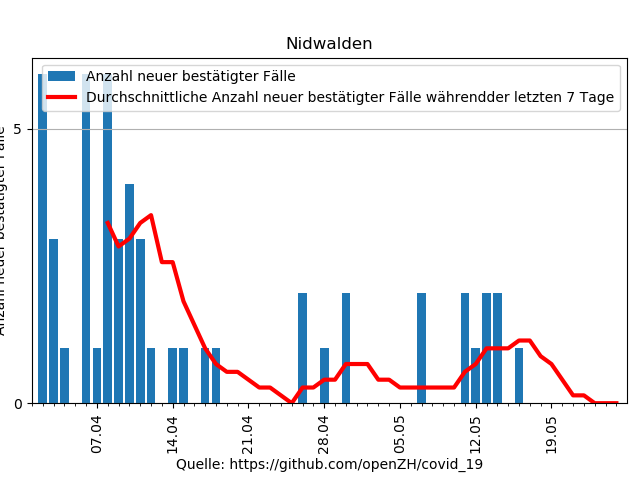 Nidwalden
Anzahl neuer bestätigter Fälle
Durchschnittliche Anzahl neuer bestätigter Fälle währendder letzten 7 Tage
Anzahl neuer bestätigter Fälle
5
0
07.04
14.04
21.04
28.04
05.05
12.05
19.05
Quelle: https://github.com/openZH/covid_19